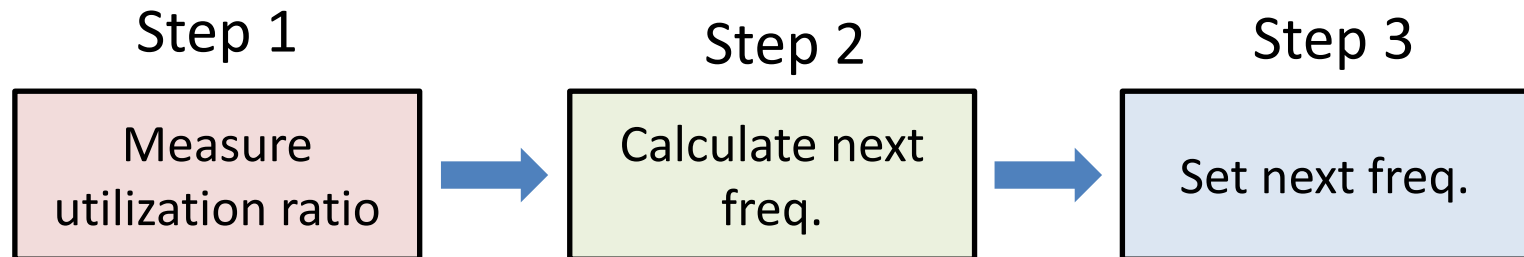 Step 1
Measure
utilization ratio
Step 2
Calculate next
freq.
Step 3
Set next freq.